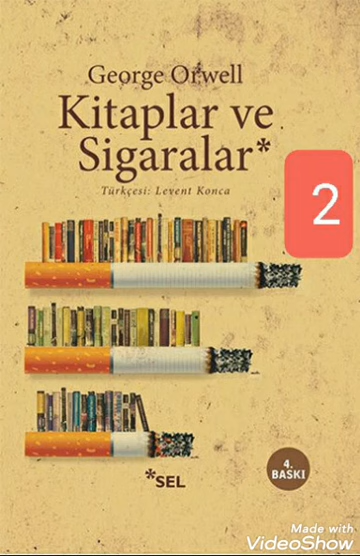 George Orwell
Kitaplar ve
Sigaralar*
Türkçesi: Levent Konca
2
*SEL
4.
BASKI
Made with
VideoShow